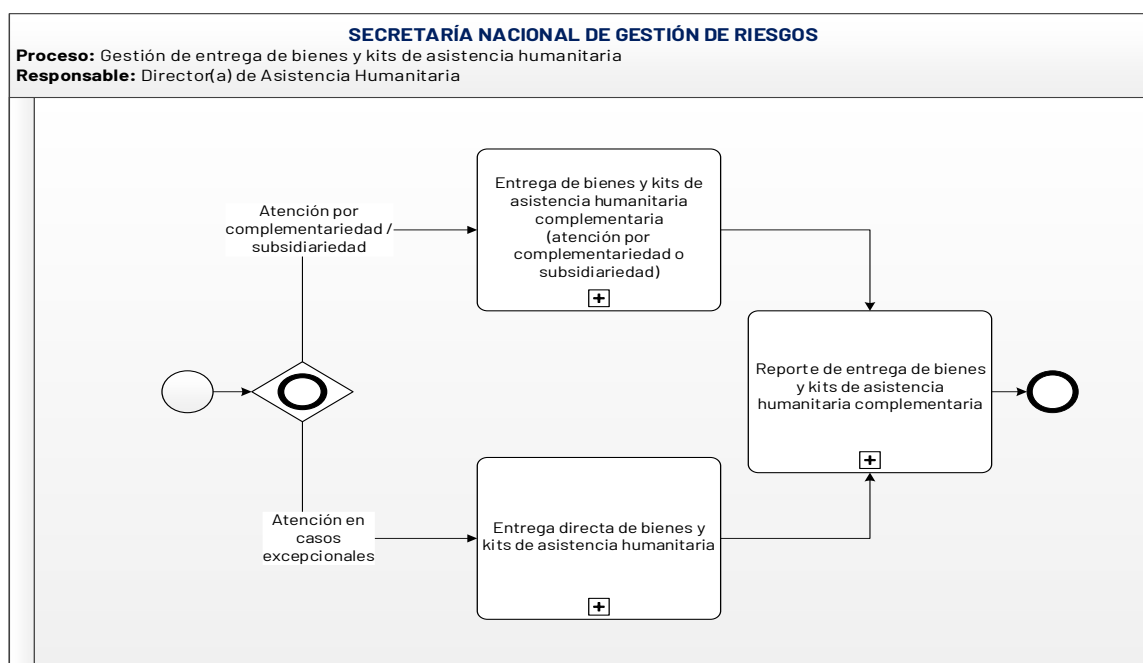 SECRETARÍA NACIONAL DE GESTIÓN DE RIESGOS
Proceso: Gestión de entrega de bienes y kits de asistencia humanitaria
Responsable: Director(a) de Asistencia Humanitaria
Entrega de bienes y kits de
asistencia humanitaria
complementaria
(atención por
complementariedad o
subsidiariedad)
Atención por
complementariedad /
subsidiariedad
Reporte de entrega de bienes
y kits de asistencia
humanitaria complementaria
Atención en
casos
excepcionales
Entrega directa de bienes y
kits de asistencia humanitaria